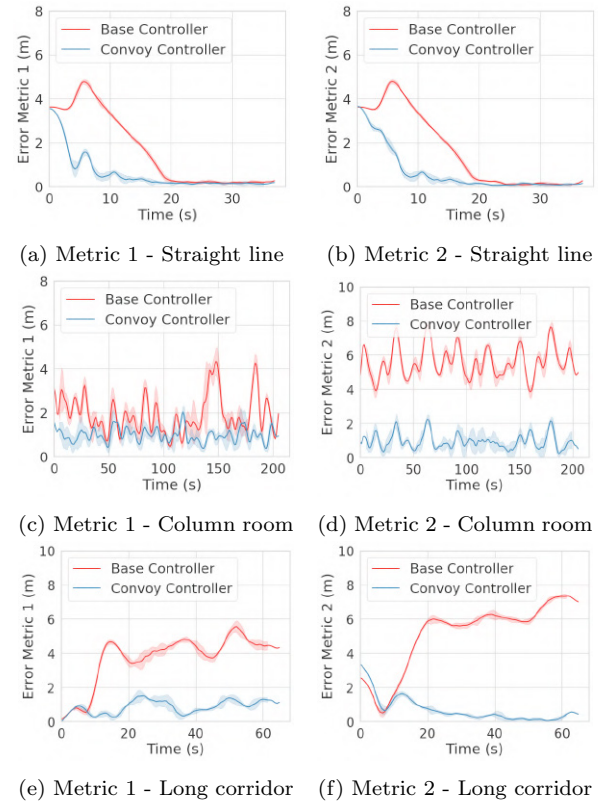 8
6
4
2
0
Error Metric 1 (m)
Base Controller
Convoy Controller
0 10 20 30
Time (s)
(a) Metric 1 - Straight line
8
6
4
2
0
Error Metric 2 (m)
Base Controller
Convoy Controller
0 10 20 30
Time (s)
(b) Metric 2 - Straight line
8
6
4
2
0
Error Metric 1 (m)
Base Controller
Convoy Controller
0 50 100 150 200
Time (s)
(c) Metric 1 - Column room
10
8
6
4
2
0
Error Metric 2 (m)
Base Controller
Convoy Controller
0 50 100 150 200
Time (s)
(d) Metric 2 - Column room
10
8
6
4
2
0
Error Metric 1 (m)
Base Controller
Convoy Controller
0 20 40 60
Time (s)
(e) Metric 1 - Long corridor
10
8
6
4
2
0
Error Metric 2 (m)
Base Controller
Convoy Controller
0 20 40 60
Time (s)
(f) Metric 2 - Long corridor